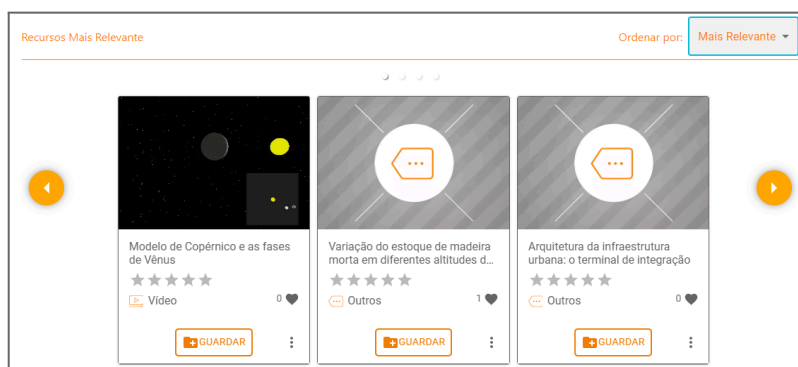 Recursos Mais Relevante
Ordenar por: Mais Relevante
Modelo de Copérnico e as fases
de Vênus
Vídeo
0
GUARDAR
Variação do estoque de madeira
morta em diferentes altitudes d...
Outros
1
GUARDAR
Arquitetura da infraestrutura
urbana: o terminal de integração
Outros
0
GUARDAR